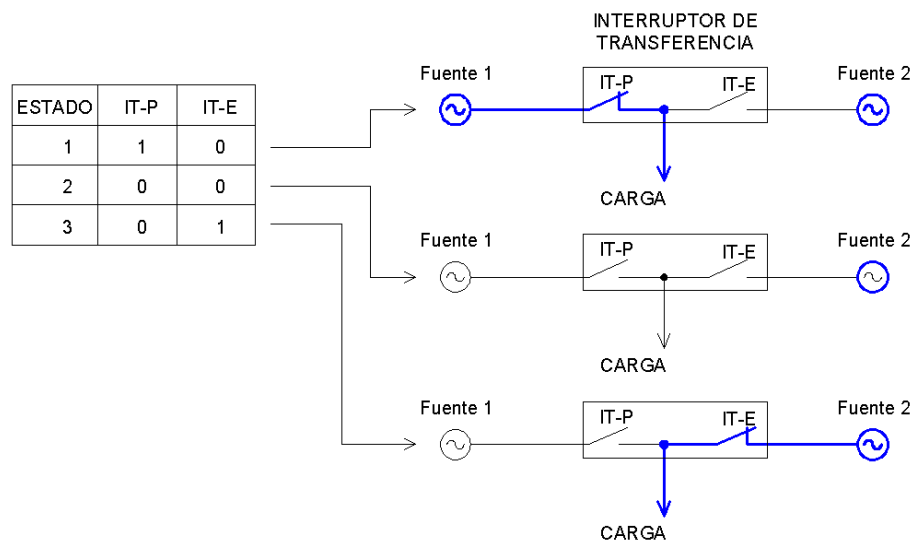 INTERRUPTOR DE
TRANSFERENCIA
ESTADO IT-P IT-E
1 1 0
2 0 0
3 0 1
Fuente 1 IT-P IT-E Fuente 2
CARGA
Fuente 1 IT-P IT-E Fuente 2
CARGA
Fuente 1 IT-P IT-E Fuente 2
CARGA